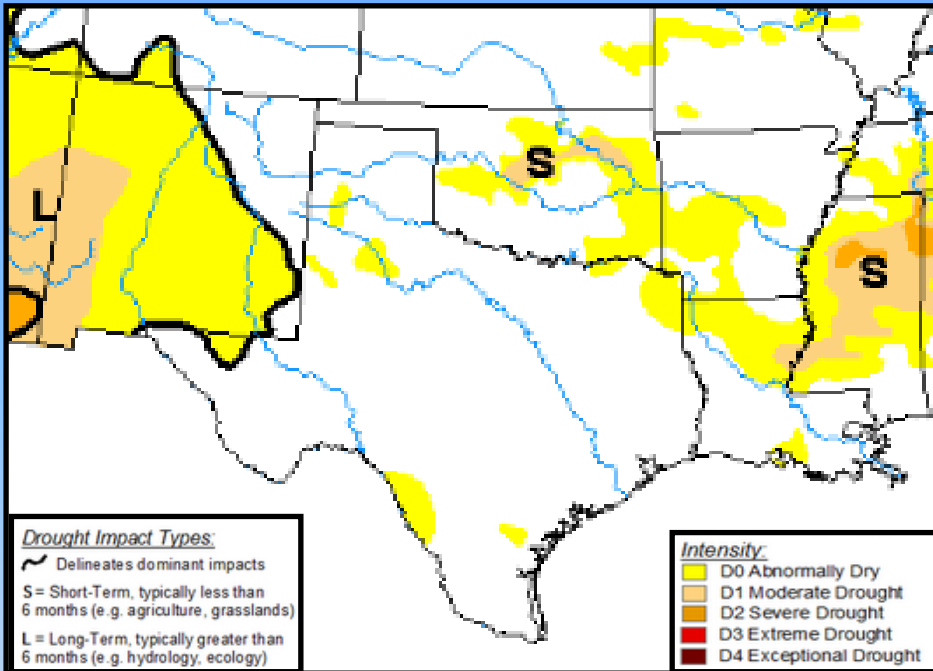 S
L
S
Drought Impact Types:
Delineates dominant impacts
S = Short-Term, typically less than
6 months (e.g. agriculture, grasslands)
L = Long-Term, typically greater than
6 months (e.g. hydrology, ecology)
Intensity:
D0 Abnormally Dry
D1 Moderate Drought
D2 Severe Drought
D3 Extreme Drought
D4 Exceptional Drought